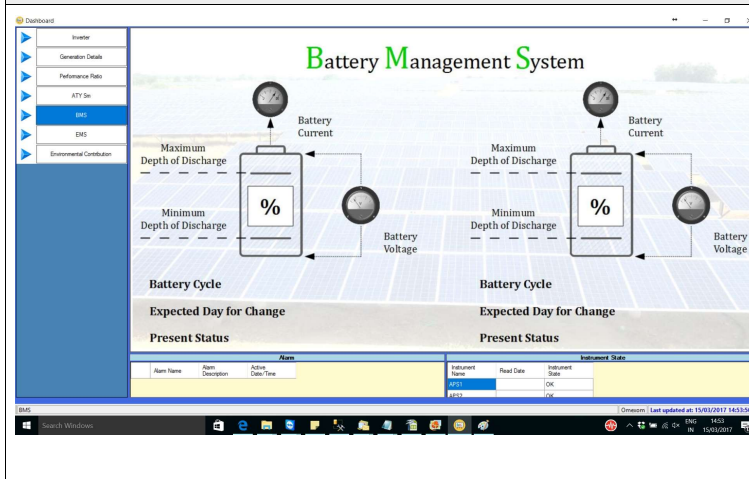 Dashboard
Inverter
Generation Details
Performance Ratio
ATY Sm
BMS
EMS
Environmental Contribution
Battery Management System
Battery
Current
Maximum
Depth of Discharge
%
Minimum
Depth of Discharge
Battery
Voltage
Battery Cycle
Expected Day for Change
Present Status
Battery
Current
Maximum
Depth of Discharge
%
Minimum
Depth of Discharge
Battery
Voltage
Battery Cycle
Expected Day for Change
Present Status
Alarm
Alarm Name
Alarm
Description
Active
Date/Time
Instrument State
Instrument
Name
Read Date
Instrument
State
APS1
OK
APS2
OK
BMS
Omesom
Last updated at: 15/03/2017 14:53:50
Search Windows
ENG
IN
14:53
15/03/2017